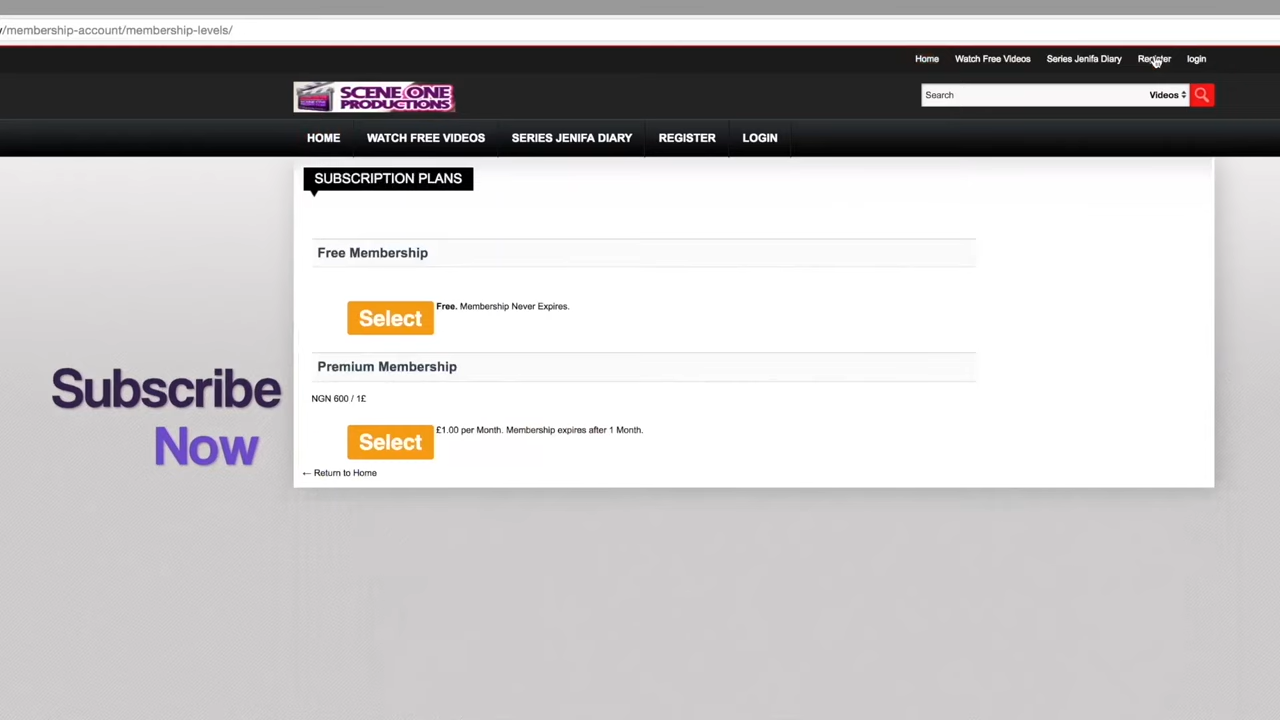 /membership-account/membership-levels/
Home Watch Free Videos Series Jenifa Diary Register login
SCENE ONE
PRODUCTIONS
Search Videos
HOME WATCH FREE VIDEOS SERIES JENIFA DIARY REGISTER LOGIN
SUBSCRIPTION PLANS
Free Membership
Select Free. Membership Never Expires.
Premium Membership
NGN 600 / 1£
Select £1.00 per Month. Membership expires after 1 Month.
← Return to Home
Subscribe
Now